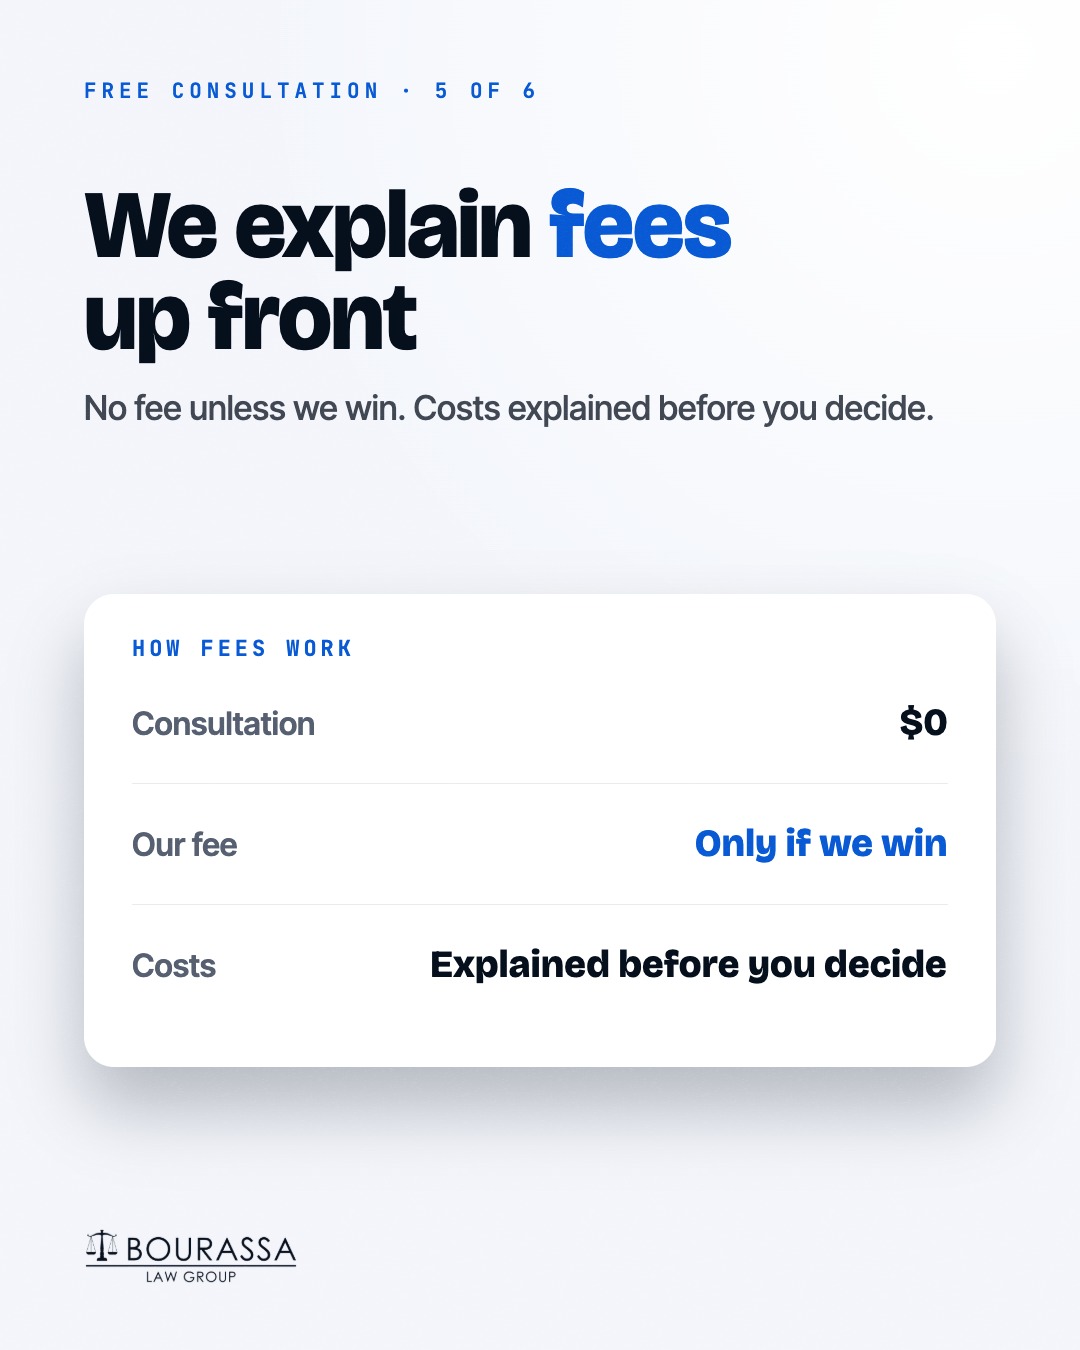 FREE CONSULTATION · 5 OF 6
We explain fees
up front
No fee unless we win. Costs explained before you decide.
HOW FEES WORK
Consultation $0
Our fee Only if we win
Costs Explained before you decide
BOURASSA
LAW GROUP